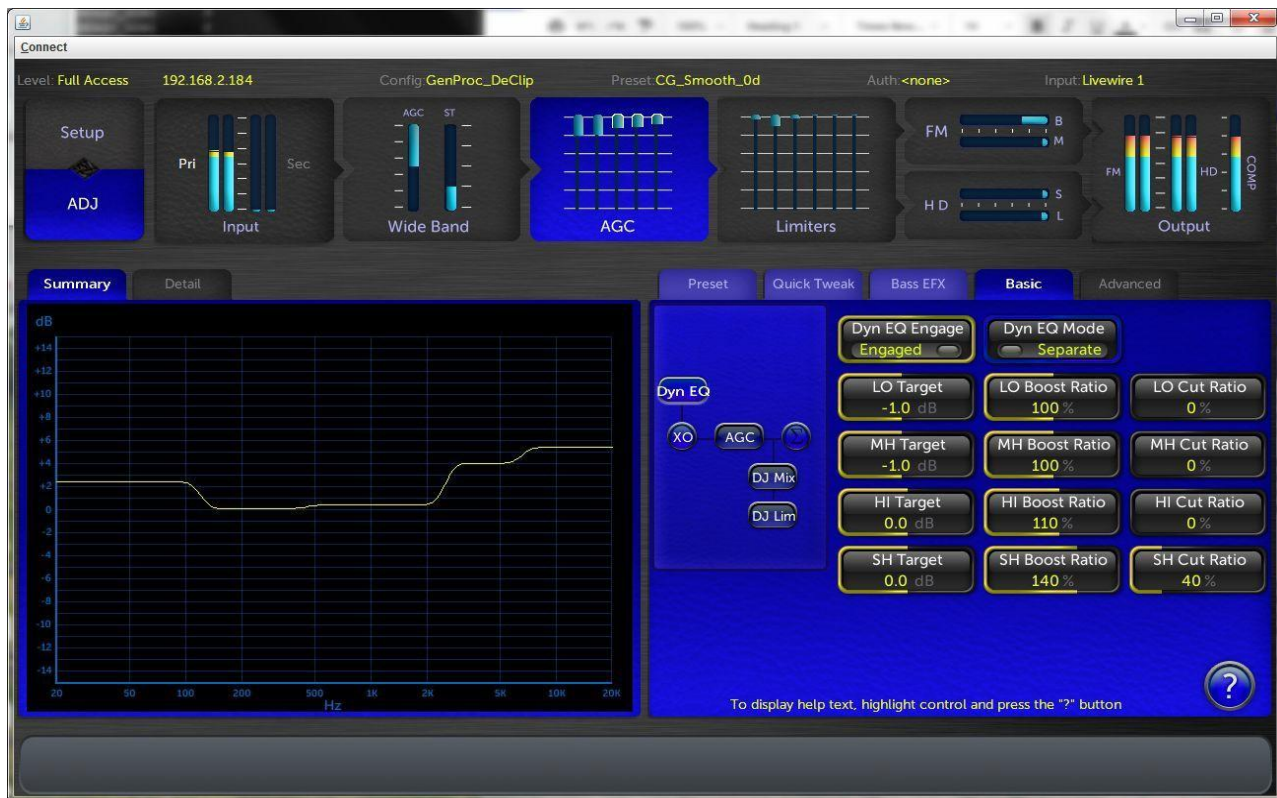 Connect
Level: Full Access 192.168.2.184 Config:GenProc_DeClip Preset:CG_Smooth_0d Auth:<none> Input:Livewire 1
Setup
ADJ
Pri
Sec
Input
AGC ST
Wide Band
AGC
Limiters
FM
B
M
HD
S
L
FM
HD
COMP
Output
Summary Detail
dB
+14
+12
+10
+8
+6
+4
+2
0
-2
-4
-6
-8
-10
-12
-14
20 50 100 200 500 1K 2K 5K 10K 20K
Hz
Preset Quick Tweak Bass EFX Basic Advanced
Dyn EQ
XO AGC Σ
DJ Mix
DJ Lim
Dyn EQ Engage Dyn EQ Mode
Engaged Separate
LO Target LO Boost Ratio LO Cut Ratio
-1.0 dB 100 % 0 %
MH Target MH Boost Ratio MH Cut Ratio
-1.0 dB 100 % 0 %
HI Target HI Boost Ratio HI Cut Ratio
0.0 dB 110 % 0 %
SH Target SH Boost Ratio SH Cut Ratio
0.0 dB 140 % 40 %
?
To display help text, highlight control and press the "?" button